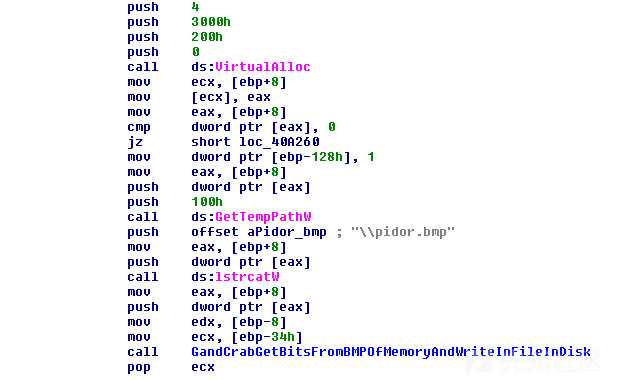 push 4
push 3000h
push 200h
push 0
call ds:VirtualAlloc
mov ecx, [ebp+8]
mov [ecx], eax
mov eax, [ebp+8]
cmp dword ptr [eax], 0
jz short loc_40A260
mov dword ptr [ebp-128h], 1
mov eax, [ebp+8]
push dword ptr [eax]
push 100h
call ds:GetTempPathW
push offset aPidor_bmp ; "\\pidor.bmp"
mov eax, [ebp+8]
push dword ptr [eax]
call ds:lstrcatW
mov eax, [ebp+8]
push dword ptr [eax]
mov edx, [ebp-8]
mov ecx, [ebp-34h]
call GandCrabGetBitsFromBMPOfMemoryAndWriteInFileInDisk
pop ecx
先知社区